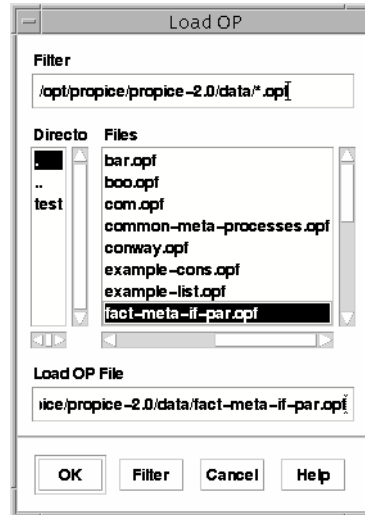 Load OP
Filter
/opt/propice/propice-2.0/data/*.opf
Directo Files
.
..
test
bar.opf
boo.opf
com.opf
common-meta-processes.opf
conway.opf
example-cons.opf
example-list.opf
fact-meta-if-par.opf
Load OP File
ice/propice-2.0/data/fact-meta-if-par.opf
OK Filter Cancel Help